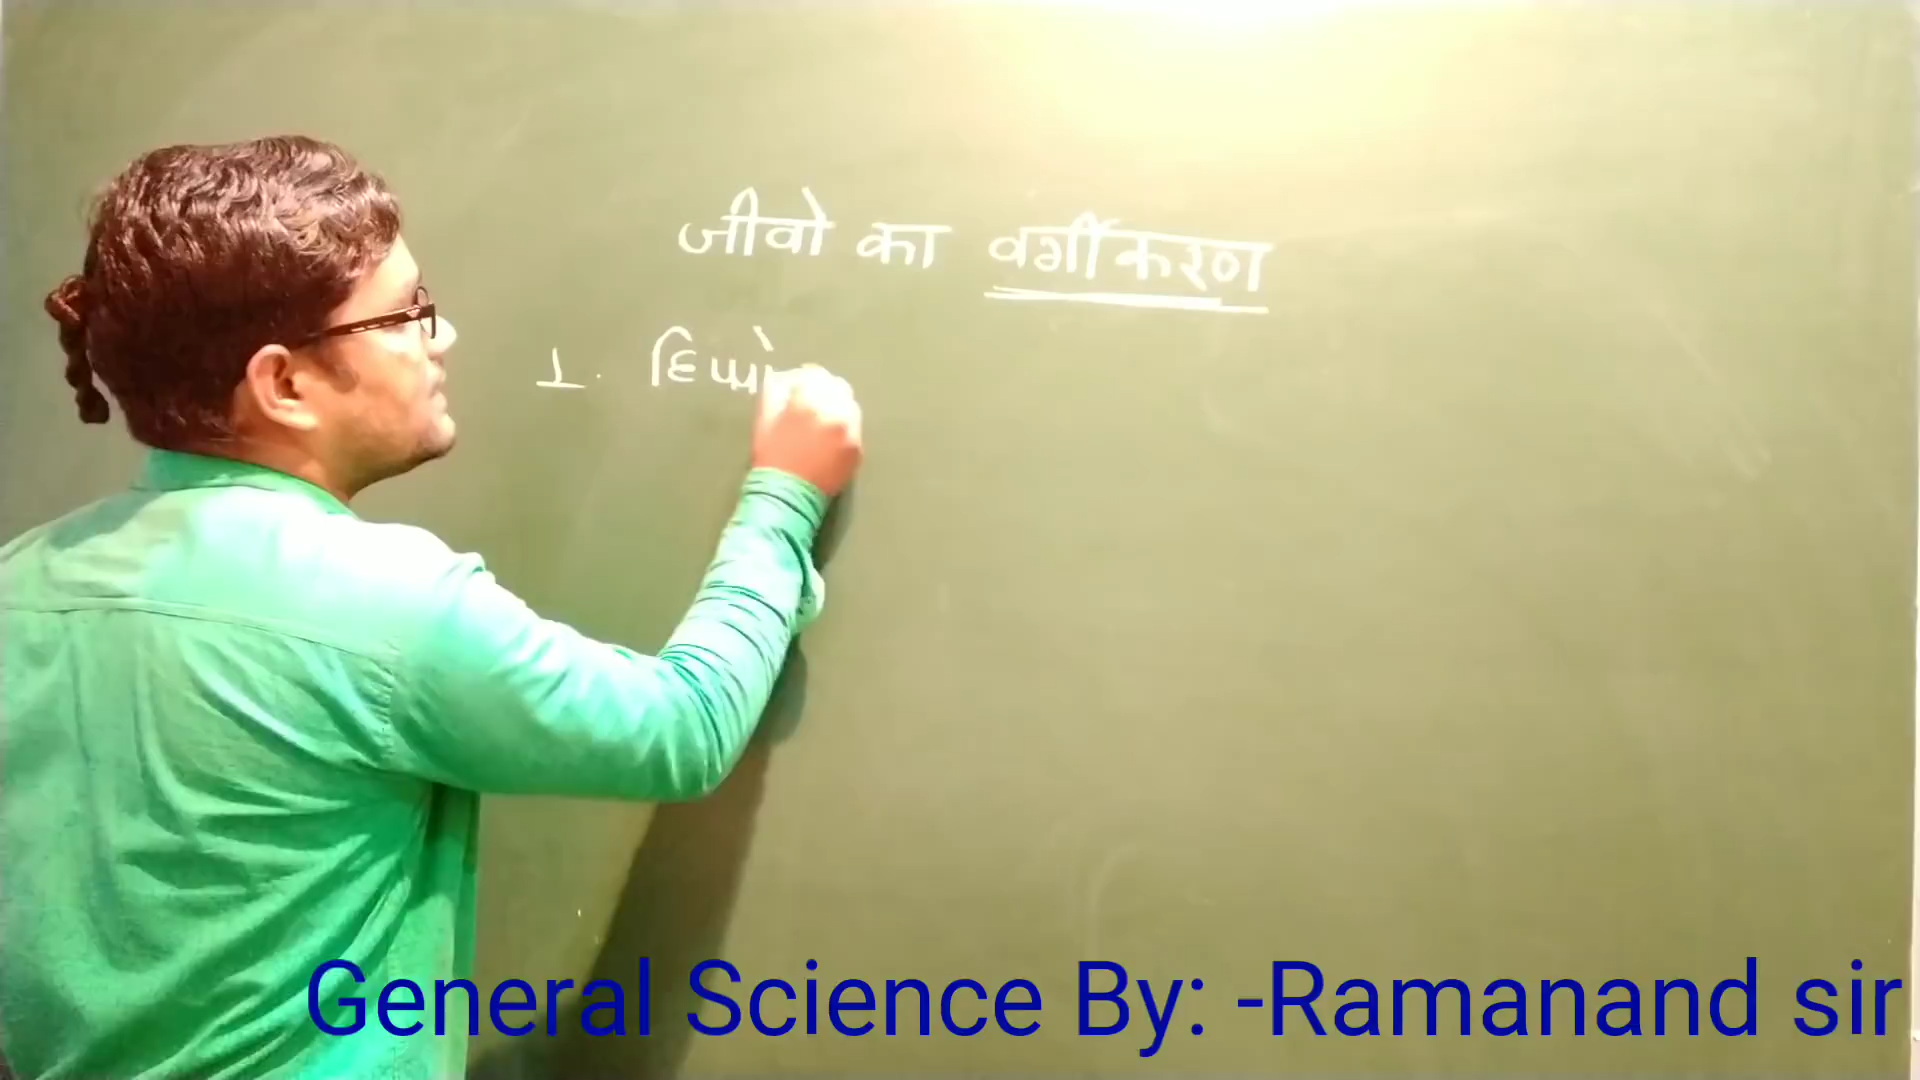 जीवो का वर्गीकरण
1.
General Science By: -Ramanand sir